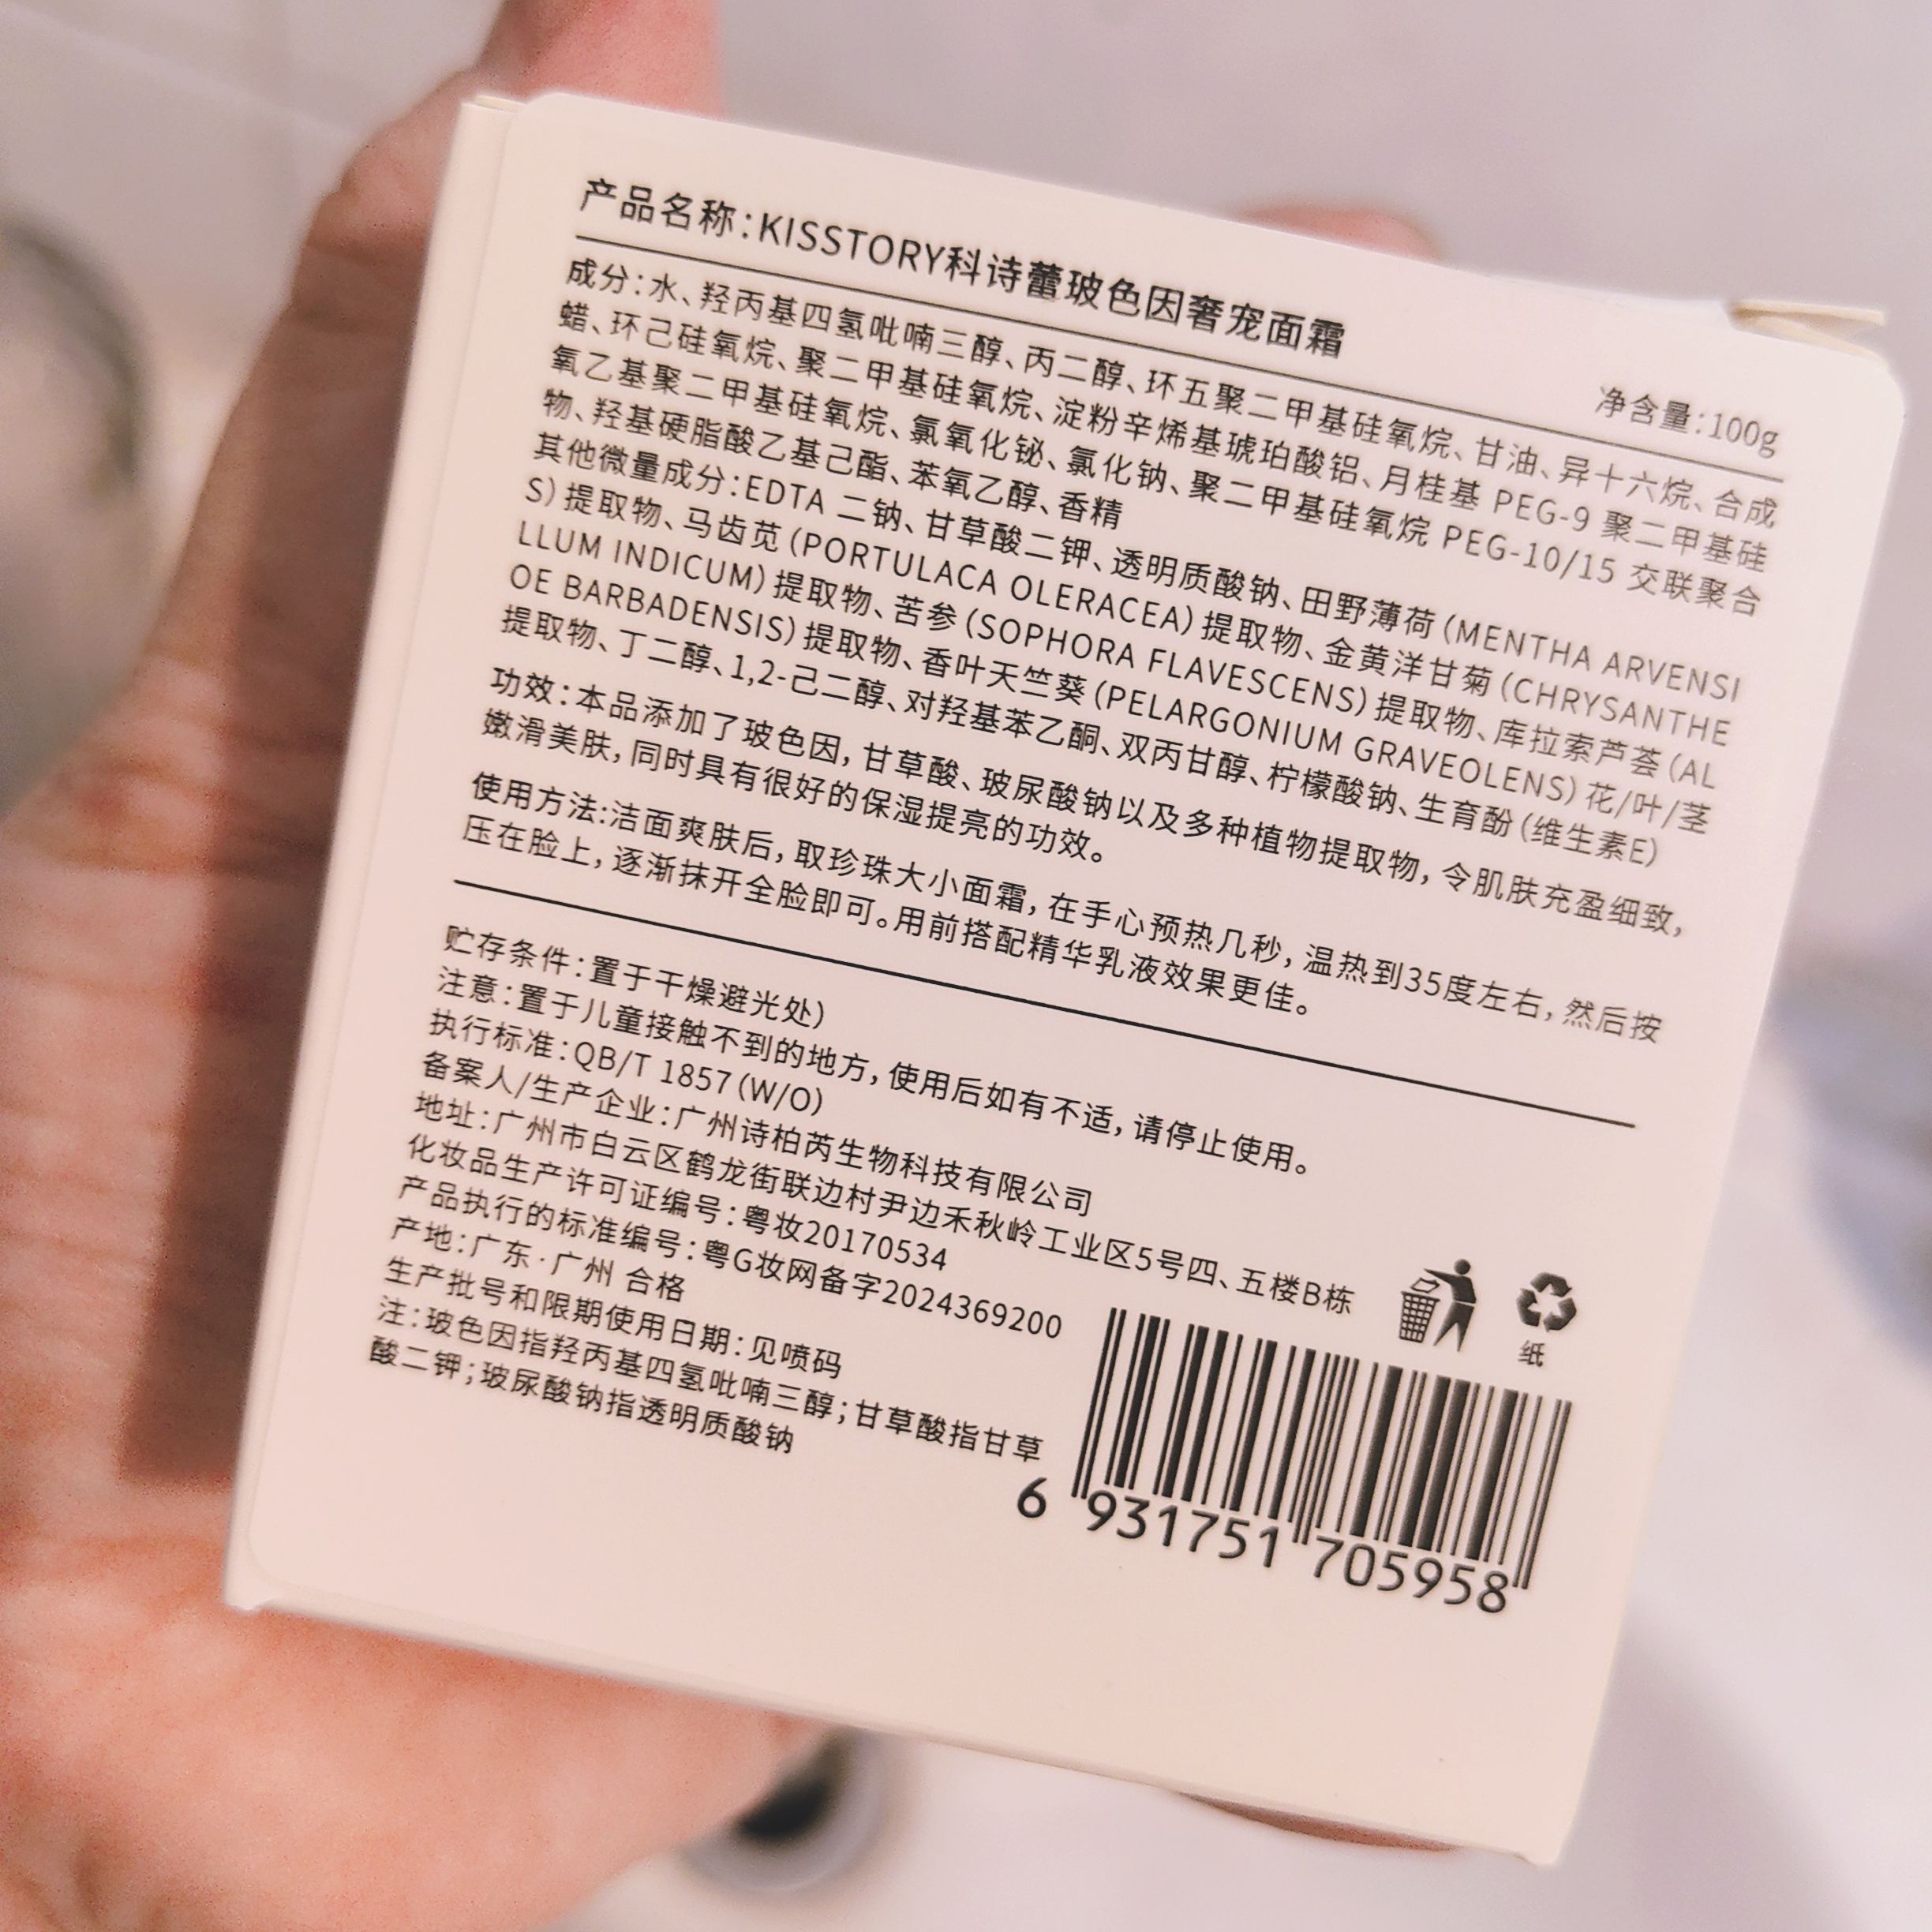 产品名称：KISSTORY科诗蕾玻色因奢宠面霜
净含量：100g
成分：水、羟丙基四氢吡喃三醇、丙二醇、环五聚二甲基硅氧烷、甘油、异十六烷、合成
蜡、环己硅氧烷、聚二甲基硅氧烷、淀粉辛烯基琥珀酸铝、月桂基 PEG-9 聚二甲基硅
氧乙基聚二甲基硅氧烷、氯氧化铋、氯化钠、聚二甲基硅氧烷 PEG-10/15 交联聚合
物、羟基硬脂酸乙基己酯、苯氧乙醇、香精
其他微量成分：EDTA 二钠、甘草酸二钾、透明质酸钠、田野薄荷（MENTHA ARVENSI
S）提取物、马齿苋（PORTULACA OLERACEA）提取物、金黄洋甘菊（CHRYSANTHE
LLUM INDICUM）提取物、苦参（SOPHORA FLAVESCENS）提取物、库拉索芦荟（AL
OE BARBADENSIS）提取物、香叶天竺葵（PELARGONIUM GRAVEOLENS）花/叶/茎
提取物、丁二醇、1,2-己二醇、对羟基苯乙酮、双丙甘醇、柠檬酸钠、生育酚（维生素E）
功效：本品添加了玻色因，甘草酸、玻尿酸钠以及多种植物提取物，令肌肤充盈细致，
嫩滑美肤，同时具有很好的保湿提亮的功效。
使用方法：洁面爽肤后，取珍珠大小面霜，在手心预热几秒，温热到35度左右，然后按
压在脸上，逐渐抹开全脸即可。用前搭配精华乳液效果更佳。
贮存条件：置于干燥避光处）
注意：置于儿童接触不到的地方，使用后如有不适，请停止使用。
执行标准：QB/T 1857（W/O）
备案人/生产企业：广州诗柏芮生物科技有限公司
地址：广州市白云区鹤龙街联边村尹边禾秋岭工业区5号四、五楼B栋
化妆品生产许可证编号：粤妆20170534
产品执行的标准编号：粤G妆网备字2024369200
产地：广东·广州 合格
生产批号和限期使用日期：见喷码
注：玻色因指羟丙基四氢吡喃三醇；甘草酸指甘草
酸二钾；玻尿酸钠指透明质酸钠
纸
6 931751 705958